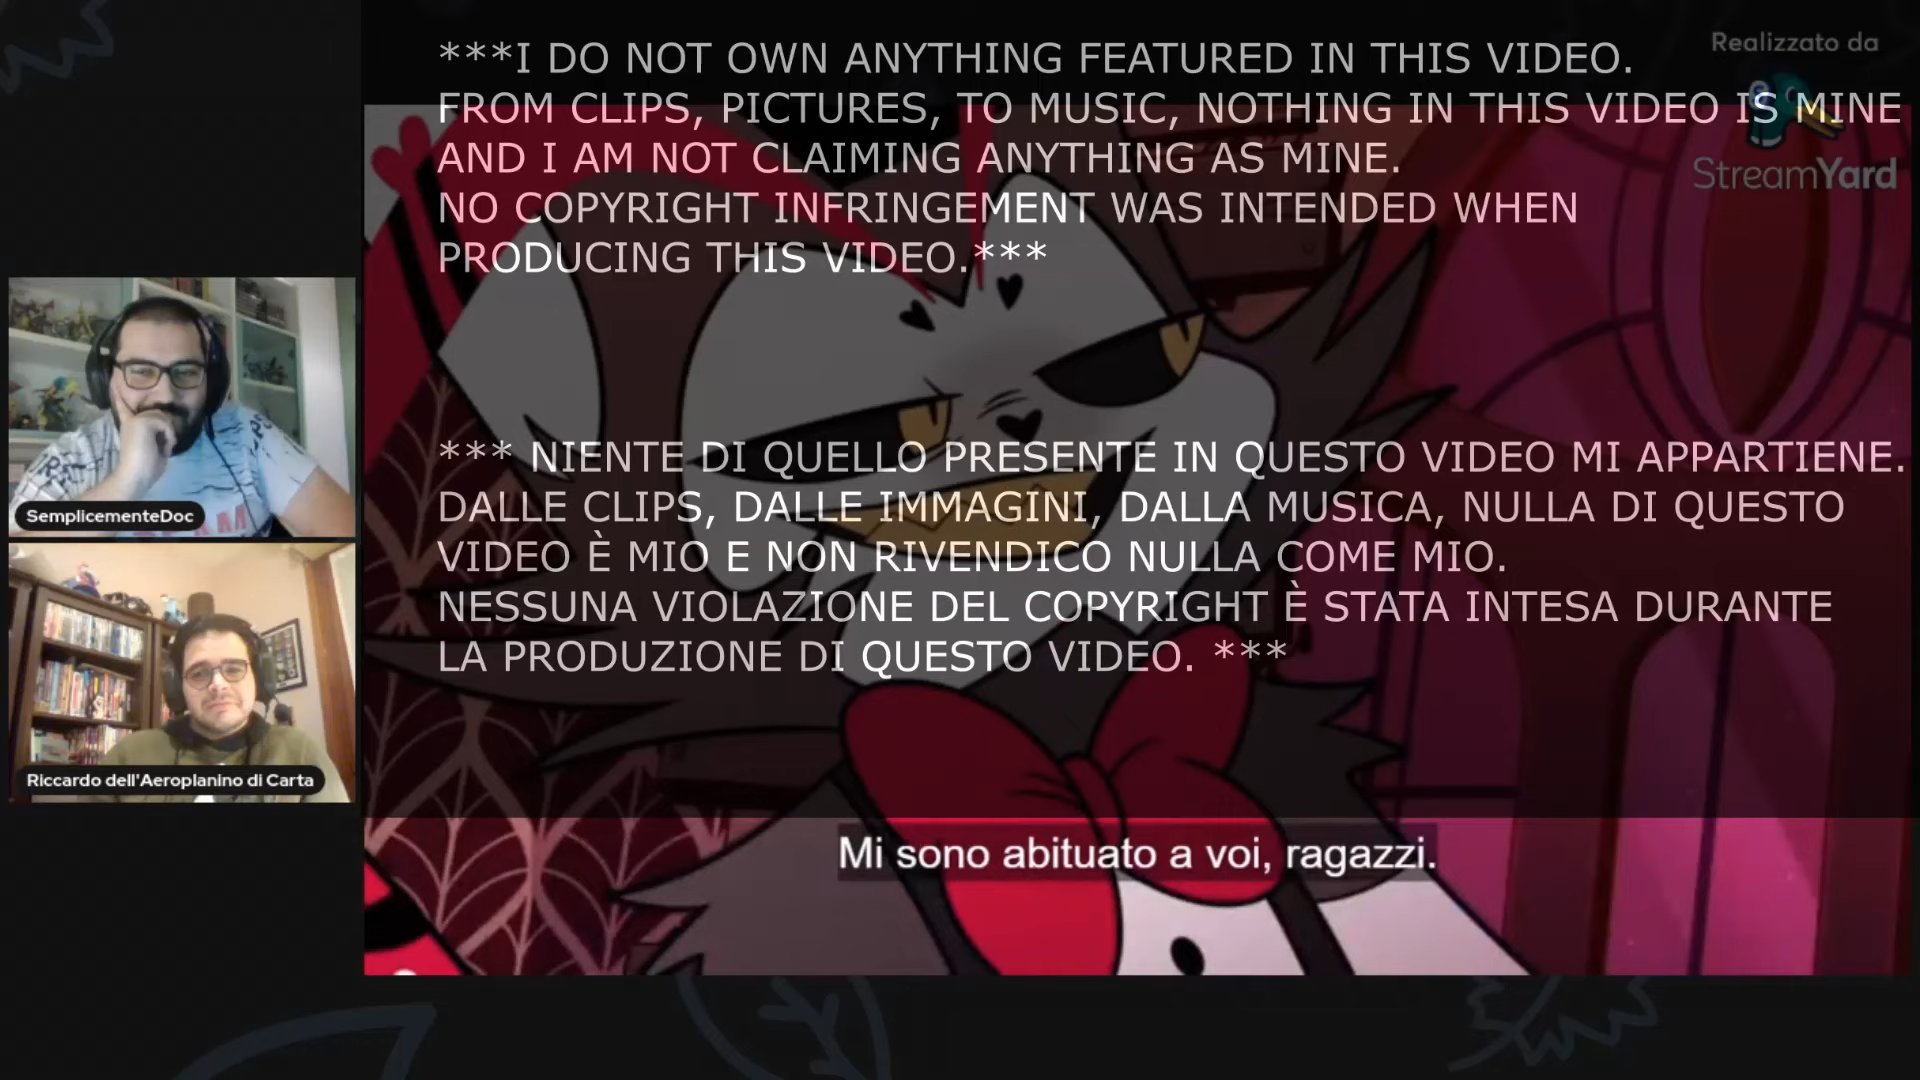 ***I DO NOT OWN ANYTHING FEATURED IN THIS VIDEO.
FROM CLIPS, PICTURES, TO MUSIC, NOTHING IN THIS VIDEO IS MINE
AND I AM NOT CLAIMING ANYTHING AS MINE.
NO COPYRIGHT INFRINGEMENT WAS INTENDED WHEN
PRODUCING THIS VIDEO.***
Realizzato da
StreamYard
*** NIENTE DI QUELLO PRESENTE IN QUESTO VIDEO MI APPARTIENE.
DALLE CLIPS, DALLE IMMAGINI, DALLA MUSICA, NULLA DI QUESTO
VIDEO È MIO E NON RIVENDICO NULLA COME MIO.
NESSUNA VIOLAZIONE DEL COPYRIGHT È STATA INTESA DURANTE
LA PRODUZIONE DI QUESTO VIDEO. ***
SemplicementeDoc
Riccardo dell'Aeroplanino di Carta
Mi sono abituato a voi, ragazzi.